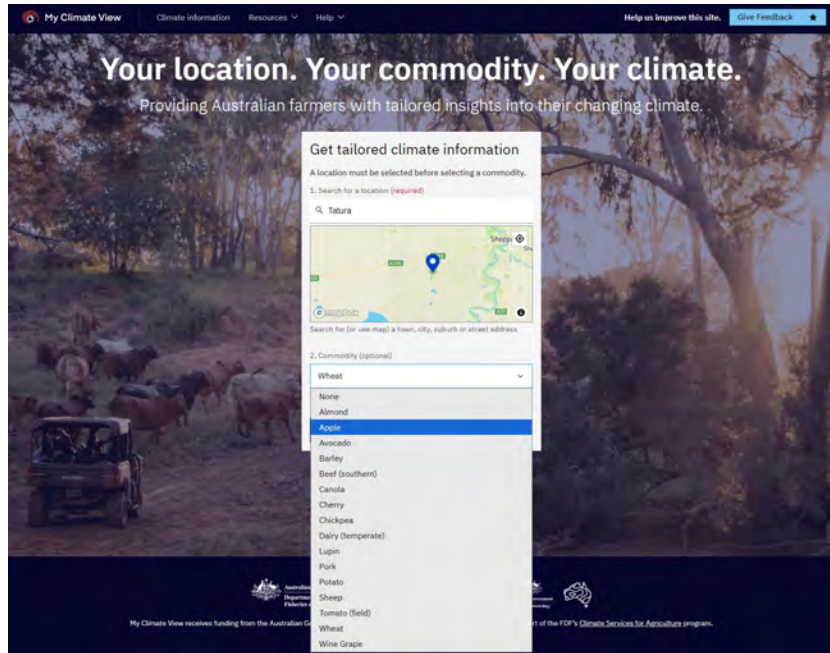 My Climate View
Climate information
Resources
Help
Help us improve this site.
Give Feedback
Your location. Your commodity. Your climate.
Providing Australian farmers with tailored insights into their changing climate.
Get tailored climate information
A location must be selected before selecting a commodity.
1. Search for a location (required)
Tatura
Shepp
mapbox
Search for (or use map) a town, city, suburb or street address
2. Commodity (optional)
Wheat
None
Almond
Apple
Avocado
Barley
Beef (southern)
Canola
Cherry
Chickpea
Dairy (temperate)
Lupin
Pork
Potato
Sheep
Tomato (field)
Wheat
Wine Grape
My Climate View receives funding from the Australian G
rt of the FDF's Climate Services for Agriculture program.